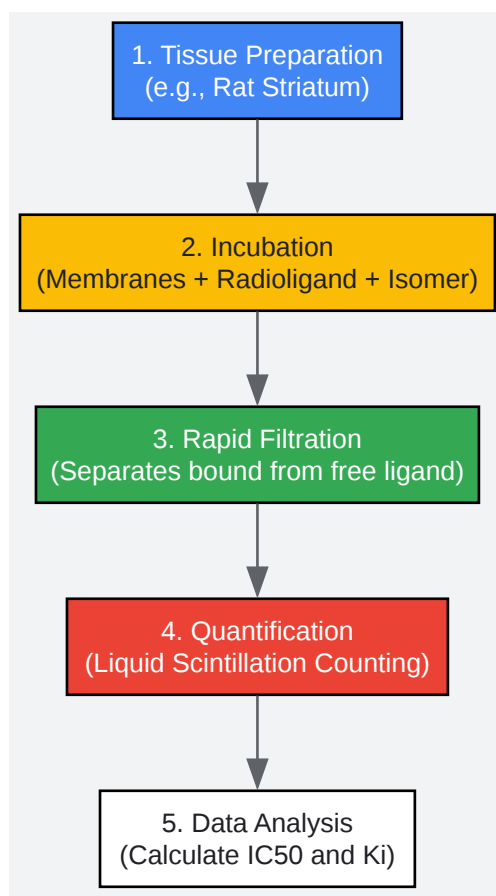 1. Tissue Preparation
(e.g., Rat Striatum)
2. Incubation
(Membranes + Radioligand + Isomer)
3. Rapid Filtration
(Separates bound from free ligand)
4. Quantification
(Liquid Scintillation Counting)
5. Data Analysis
(Calculate IC50 and Ki)